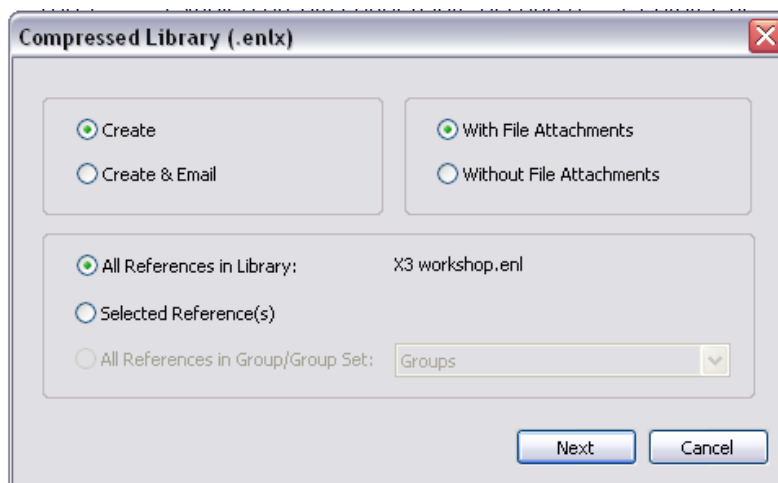 Compressed Library (.enlx)
Create
With File Attachments
Create & Email
Without File Attachments
All References in Library: X3 workshop.enl
Selected Reference(s)
All References in Group/Group Set: Groups
Next Cancel